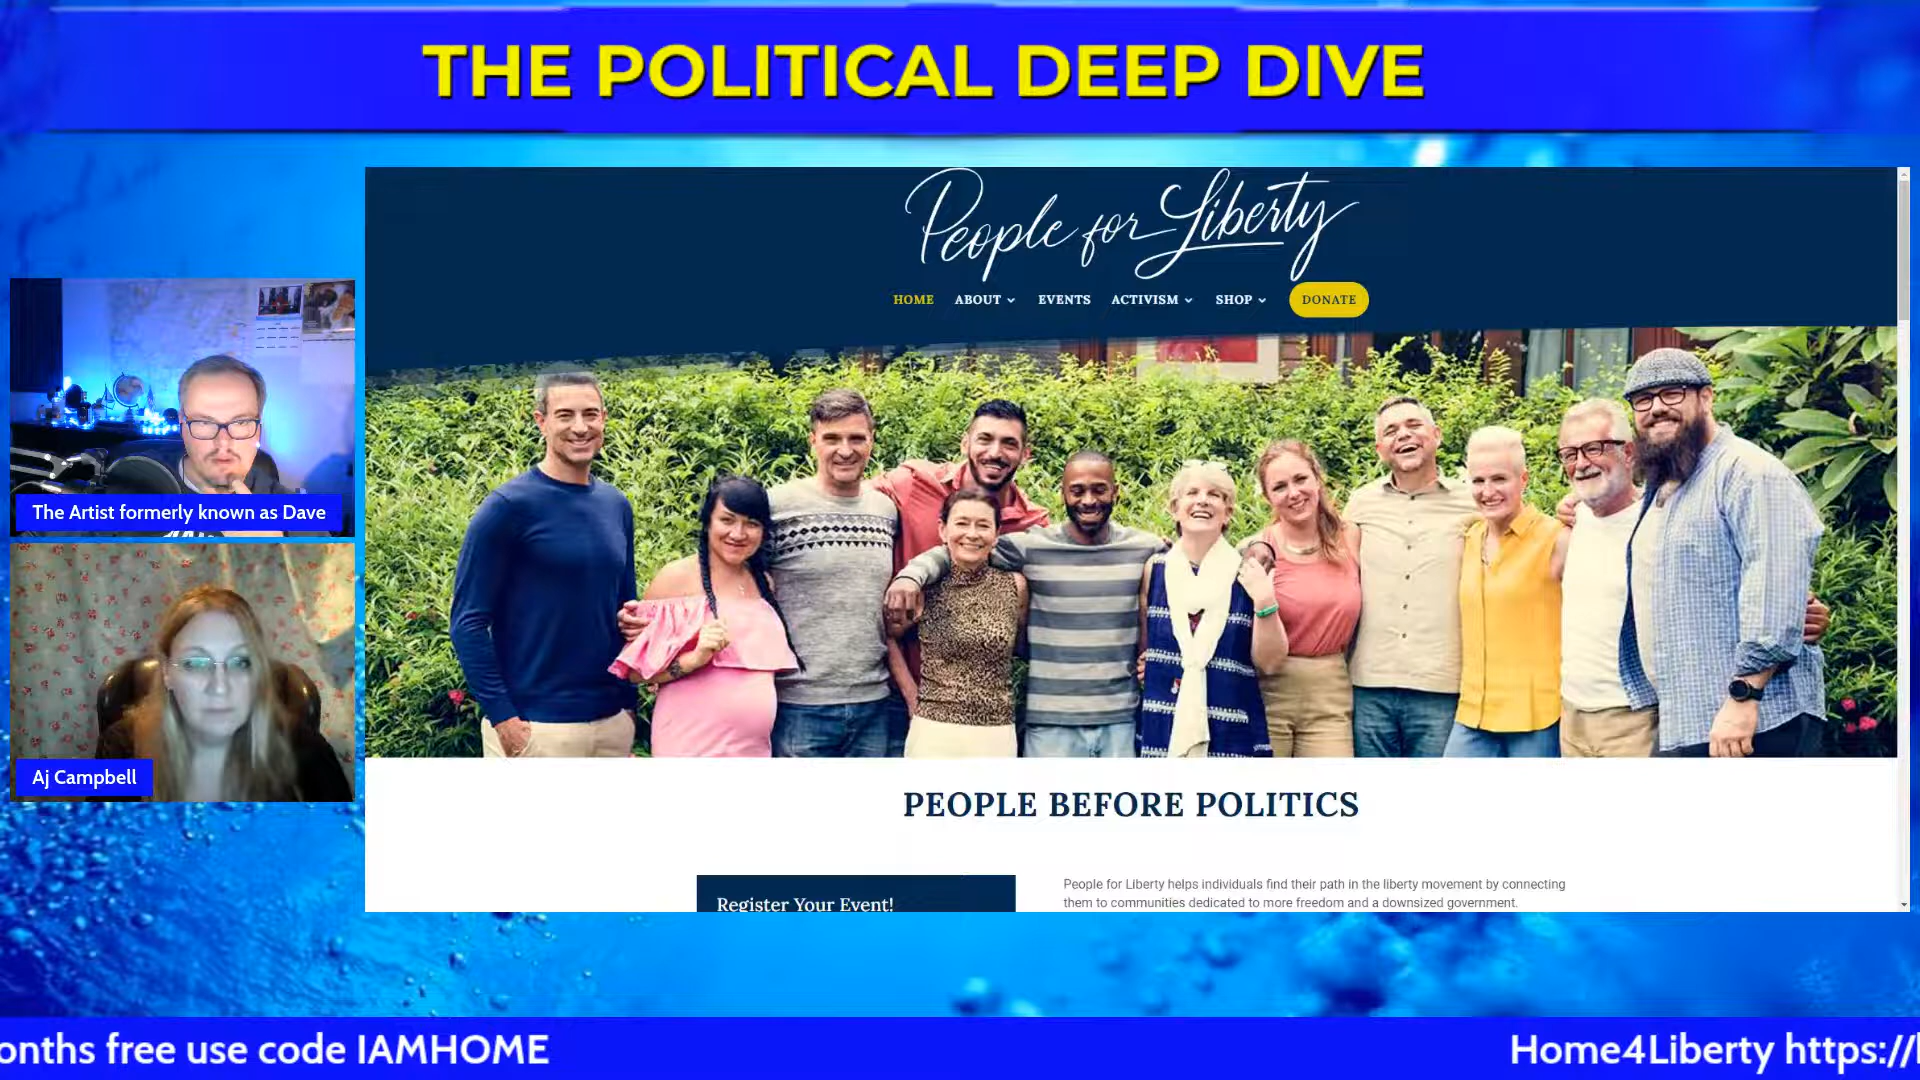 THE POLITICAL DEEP DIVE
People for Liberty
HOME ABOUT EVENTS ACTIVISM SHOP DONATE
The Artist formerly known as Dave
Aj Campbell
PEOPLE BEFORE POLITICS
Register Your Event!
People for Liberty helps individuals find their path in the liberty movement by connecting
them to communities dedicated to more freedom and a downsized government.
onths free use code IAMHOME
Home4Liberty https://